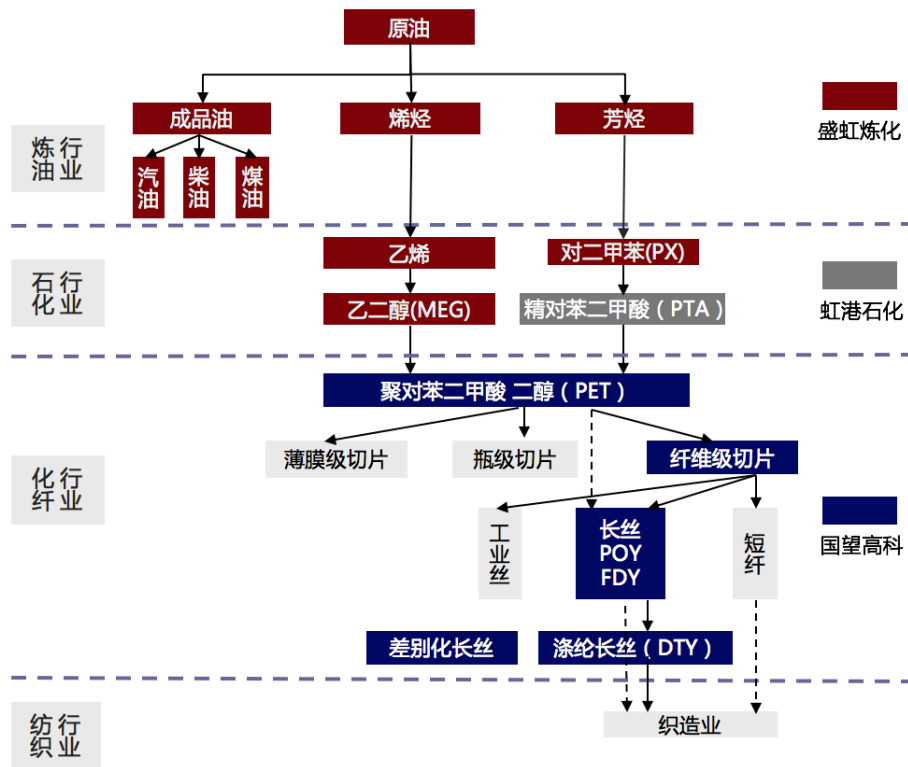 原油
成品油
烯烃
芳烃
盛虹炼化
炼油
行业
汽油
柴油
煤油
乙烯
对二甲苯(PX)
石化
行业
乙二醇(MEG)
精对苯二甲酸（PTA）
虹港石化
聚对苯二甲酸 二醇（PET）
薄膜级切片
瓶级切片
纤维级切片
化纤
行业
工业丝
长丝
POY
FDY
短纤
国望高科
差别化长丝
涤纶长丝（DTY）
纺织
行业
织造业